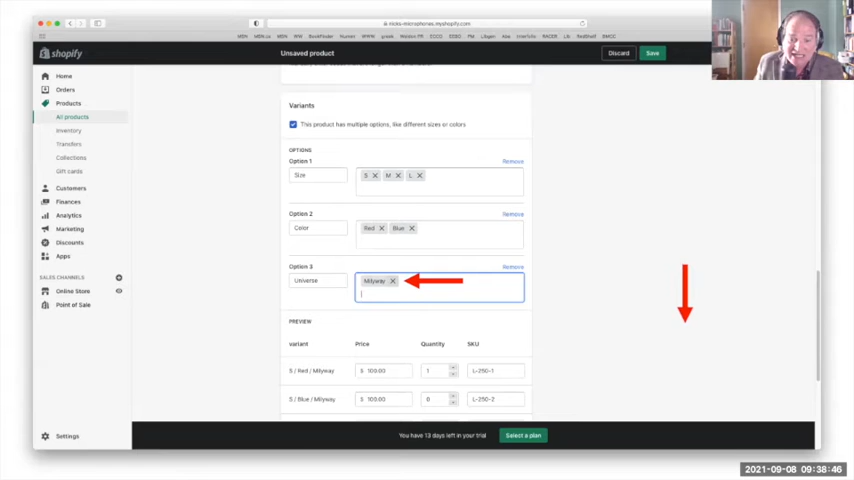 nicks-microphones.myshopify.com
shopify
Unsaved product
Discard
Save
Home
Orders
Products
All products
Inventory
Transfers
Collections
Gift cards
Customers
Finances
Analytics
Marketing
Discounts
Apps
SALES CHANNELS
Online Store
Point of Sale
Settings
Variants
This product has multiple options, like different sizes or colors
OPTIONS
Option 1
Remove
Size
S
M
L
Option 2
Remove
Color
Red
Blue
Option 3
Remove
Universe
Milyway
PREVIEW
variant Price Quantity SKU
S / Red / Milyway $ 100.00 1 L-250-1
S / Blue / Milyway $ 100.00 0 L-250-2
You have 13 days left in your trial
Select a plan
2021-09-08 09:38:46